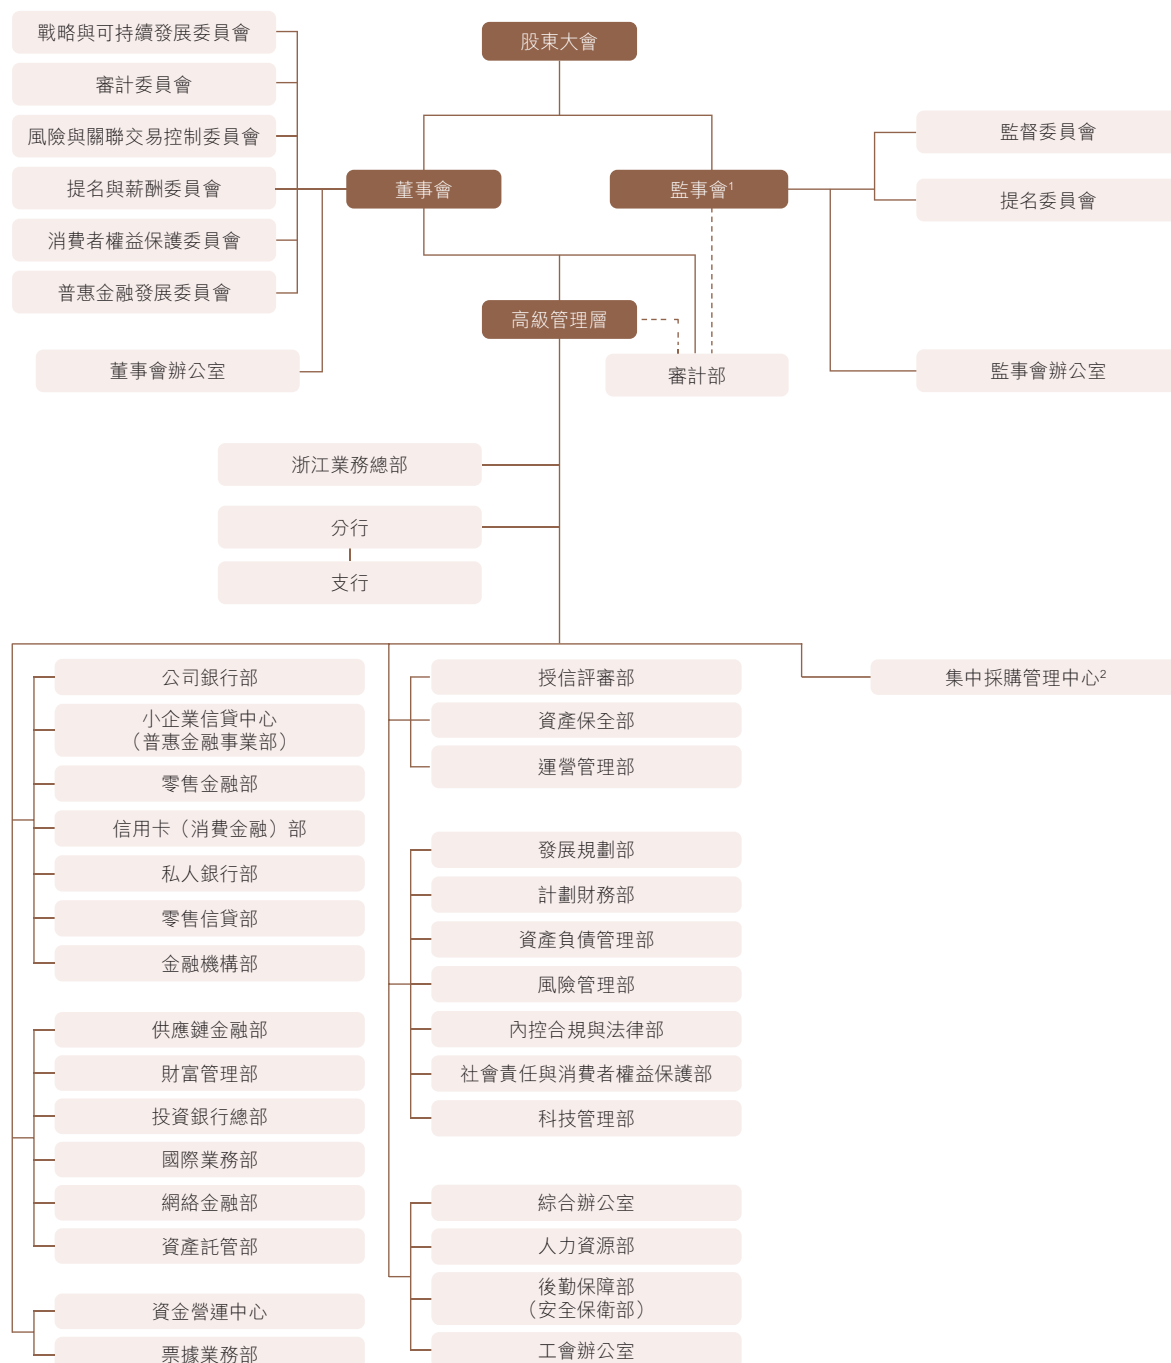 股東大會
董事會
監事會¹
戰略與可持續發展委員會
審計委員會
風險與關聯交易控制委員會
提名與薪酬委員會
消費者權益保護委員會
普惠金融發展委員會
董事會辦公室
監督委員會
提名委員會
監事會辦公室
高級管理層
審計部
浙江業務總部
分行
支行
公司銀行部
小企業信貸中心
（普惠金融事業部）
零售金融部
信用卡（消費金融）部
私人銀行部
零售信貸部
金融機構部
供應鏈金融部
財富管理部
投資銀行總部
國際業務部
網絡金融部
資產託管部
資金營運中心
票據業務部
授信評審部
資產保全部
運營管理部
發展規劃部
計劃財務部
資產負債管理部
風險管理部
內控合規與法律部
社會責任與消費者權益保護部
科技管理部
綜合辦公室
人力資源部
後勤保障部
（安全保衛部）
工會辦公室
集中採購管理中心²